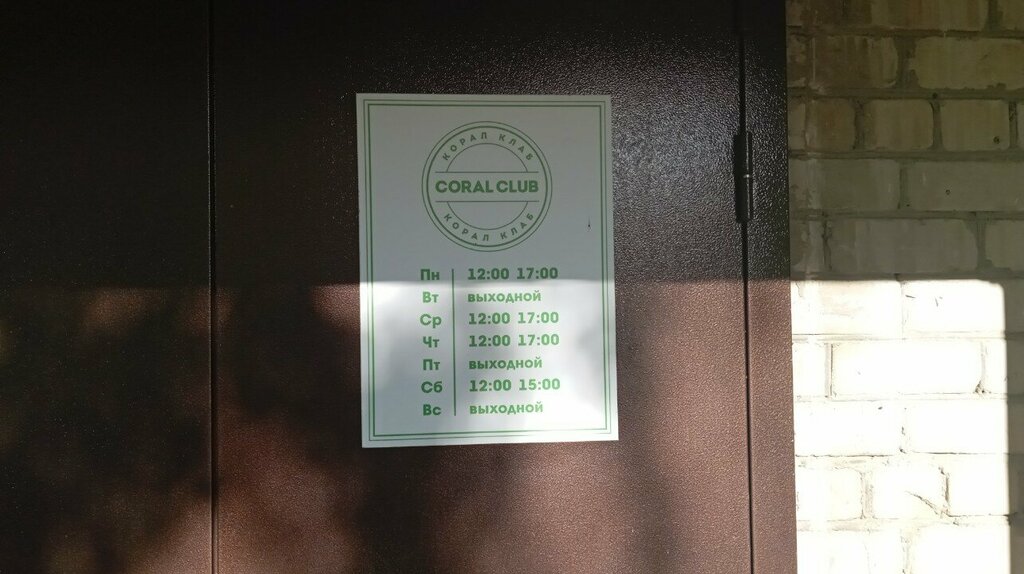 КОРАЛ КЛАБ
CORAL CLUB
КОРАЛ КЛАБ
Пн 12:00 17:00
Вт выходной
Ср 12:00 17:00
Чт 12:00 17:00
Пт выходной
Сб 12:00 15:00
Вс выходной